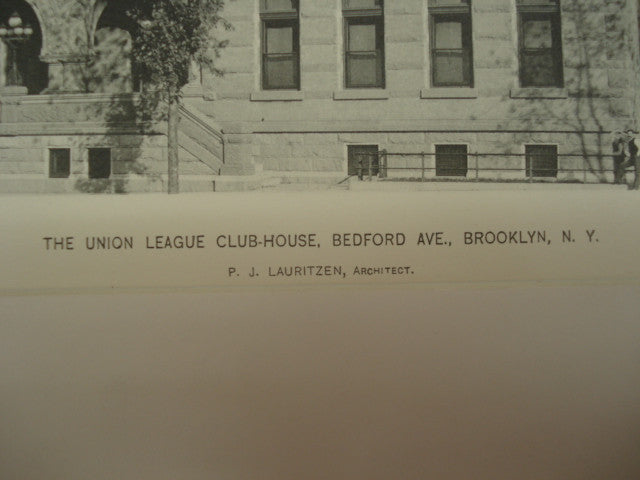 THE UNION LEAGUE CLUB-HOUSE, BEDFORD AVE., BROOKLYN, N. Y.
P. J. LAURITZEN, ARCHITECT.